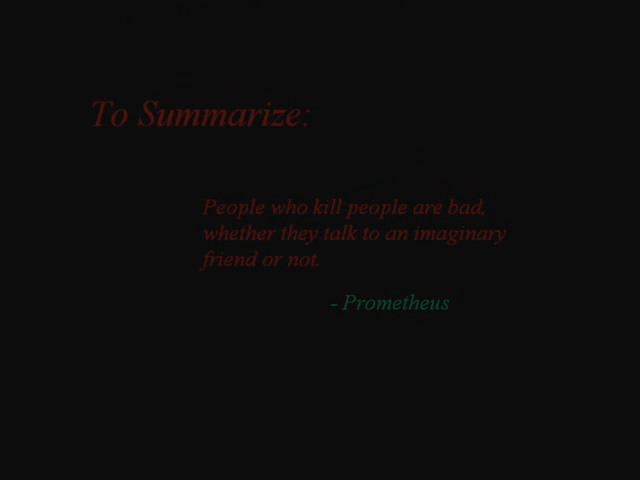 To Summarize:
People who kill people are bad,
whether they talk to an imaginary
friend or not.
- Prometheus